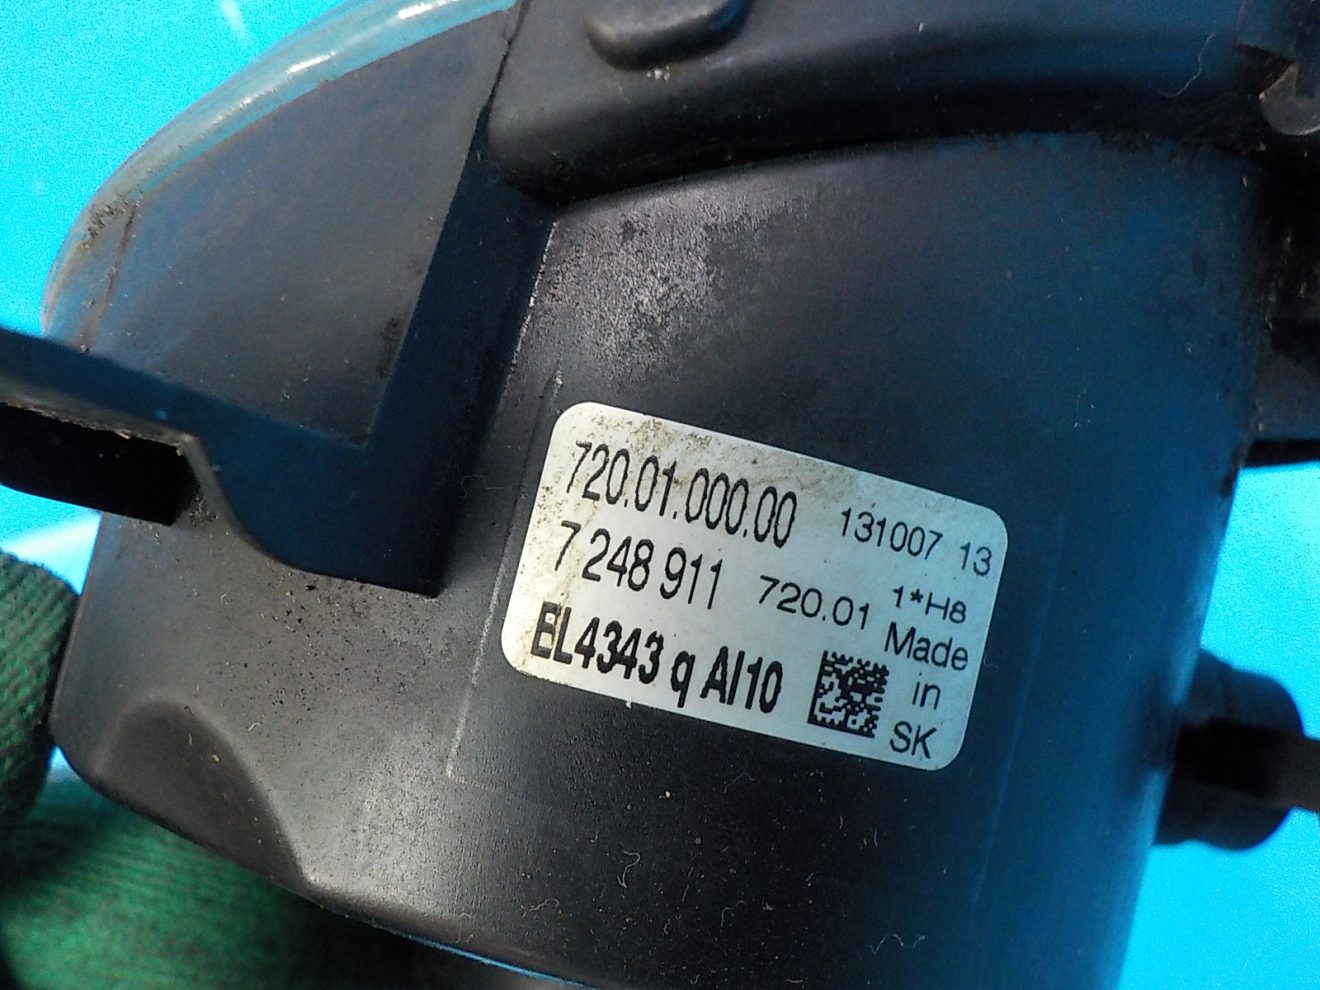 720.01.000.00 131007 13
7 248 911 720.01 1*H8
EL4343 q AI10 Made
in
SK